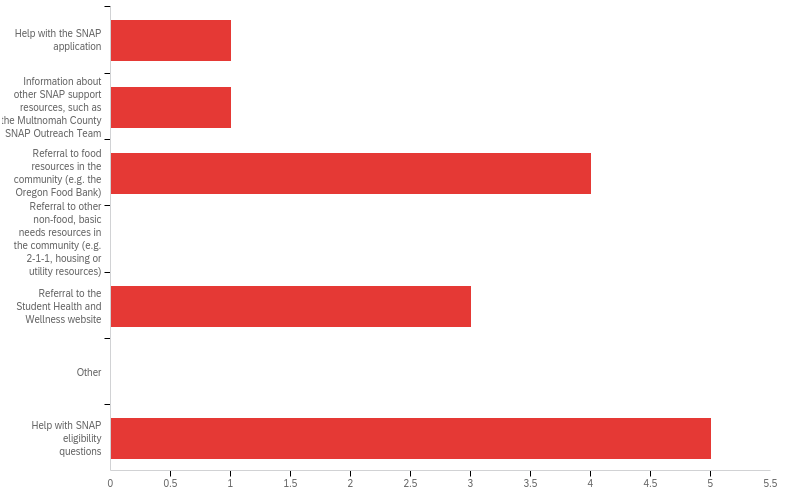 Help with the SNAP
application
Information about
other SNAP support
resources, such as
the Multnomah County
SNAP Outreach Team
Referral to food
resources in the
community (e.g. the
Oregon Food Bank)
Referral to other
non-food, basic
needs resources in
the community (e.g.
2-1-1, housing or
utility resources)
Referral to the
Student Health and
Wellness website
Other
Help with SNAP
eligibility
questions
0 0.5 1 1.5 2 2.5 3 3.5 4 4.5 5 5.5